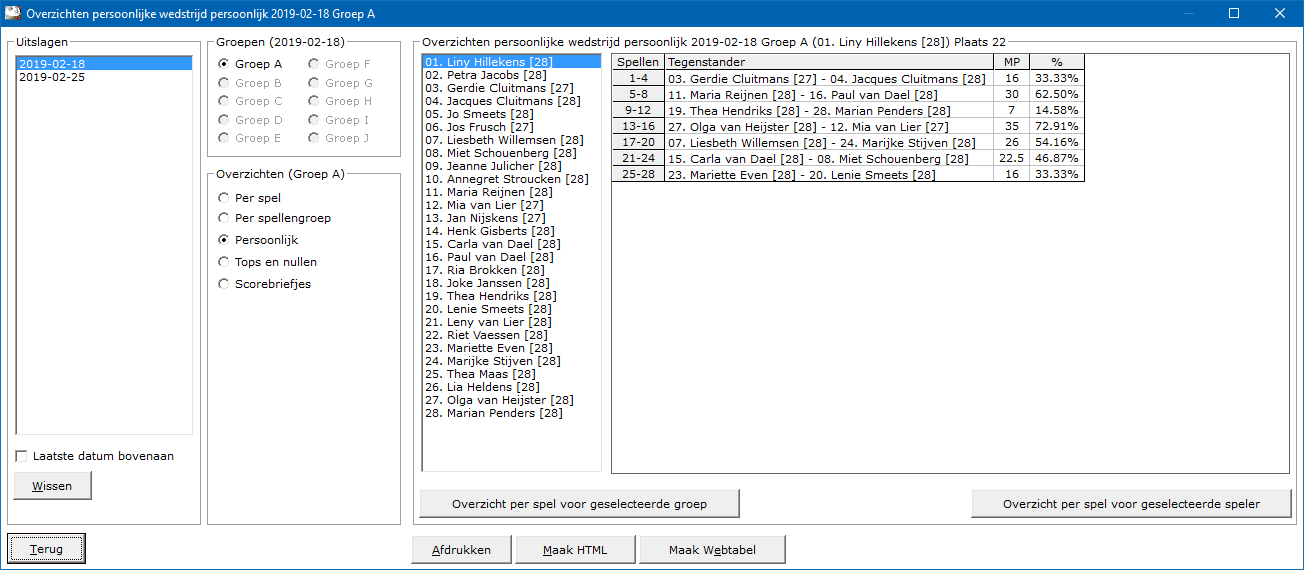 Overzichten persoonlijke wedstrijd persoonlijk 2019-02-18 Groep A
Uitslagen
2019-02-18
2019-02-25
Laatste datum bovenaan
Wissen
Terug
Groepen (2019-02-18)
Groep A Groep F
Groep B Groep G
Groep C Groep H
Groep D Groep I
Groep E Groep J
Overzichten (Groep A)
Per spel
Per spellengroep
Persoonlijk
Tops en nullen
Scorebriefjes
Overzichten persoonlijke wedstrijd persoonlijk 2019-02-18 Groep A (01. Liny Hillekens [28]) Plaats 22
01. Liny Hillekens [28]
02. Petra Jacobs [28]
03. Gerdie Cluitmans [27]
04. Jacques Cluitmans [28]
05. Jo Smeets [28]
06. Jos Frusch [27]
07. Liesbeth Willemsen [28]
08. Miet Schouenberg [28]
09. Jeanne Julicher [28]
10. Annegret Stroucken [28]
11. Maria Reijnen [28]
12. Mia van Lier [27]
13. Jan Nijskens [27]
14. Henk Gisberts [28]
15. Carla van Dael [28]
16. Paul van Dael [28]
17. Ria Brokken [28]
18. Joke Janssen [28]
19. Thea Hendriks [28]
20. Lenie Smeets [28]
21. Leny van Lier [28]
22. Riet Vaessen [28]
23. Mariette Even [28]
24. Marijke Stijven [28]
25. Thea Maas [28]
26. Lia Heldens [28]
27. Olga van Heijster [28]
28. Marian Penders [28]
Spellen Tegenstander MP %
1-4 03. Gerdie Cluitmans [27] - 04. Jacques Cluitmans [28] 16 33.33%
5-8 11. Maria Reijnen [28] - 16. Paul van Dael [28] 30 62.50%
9-12 19. Thea Hendriks [28] - 28. Marian Penders [28] 7 14.58%
13-16 27. Olga van Heijster [28] - 12. Mia van Lier [27] 35 72.91%
17-20 07. Liesbeth Willemsen [28] - 24. Marijke Stijven [28] 26 54.16%
21-24 15. Carla van Dael [28] - 08. Miet Schouenberg [28] 22.5 46.87%
25-28 23. Mariette Even [28] - 20. Lenie Smeets [28] 16 33.33%
Overzicht per spel voor geselecteerde groep
Overzicht per spel voor geselecteerde speler
Afdrukken
Maak HTML
Maak Webtabel